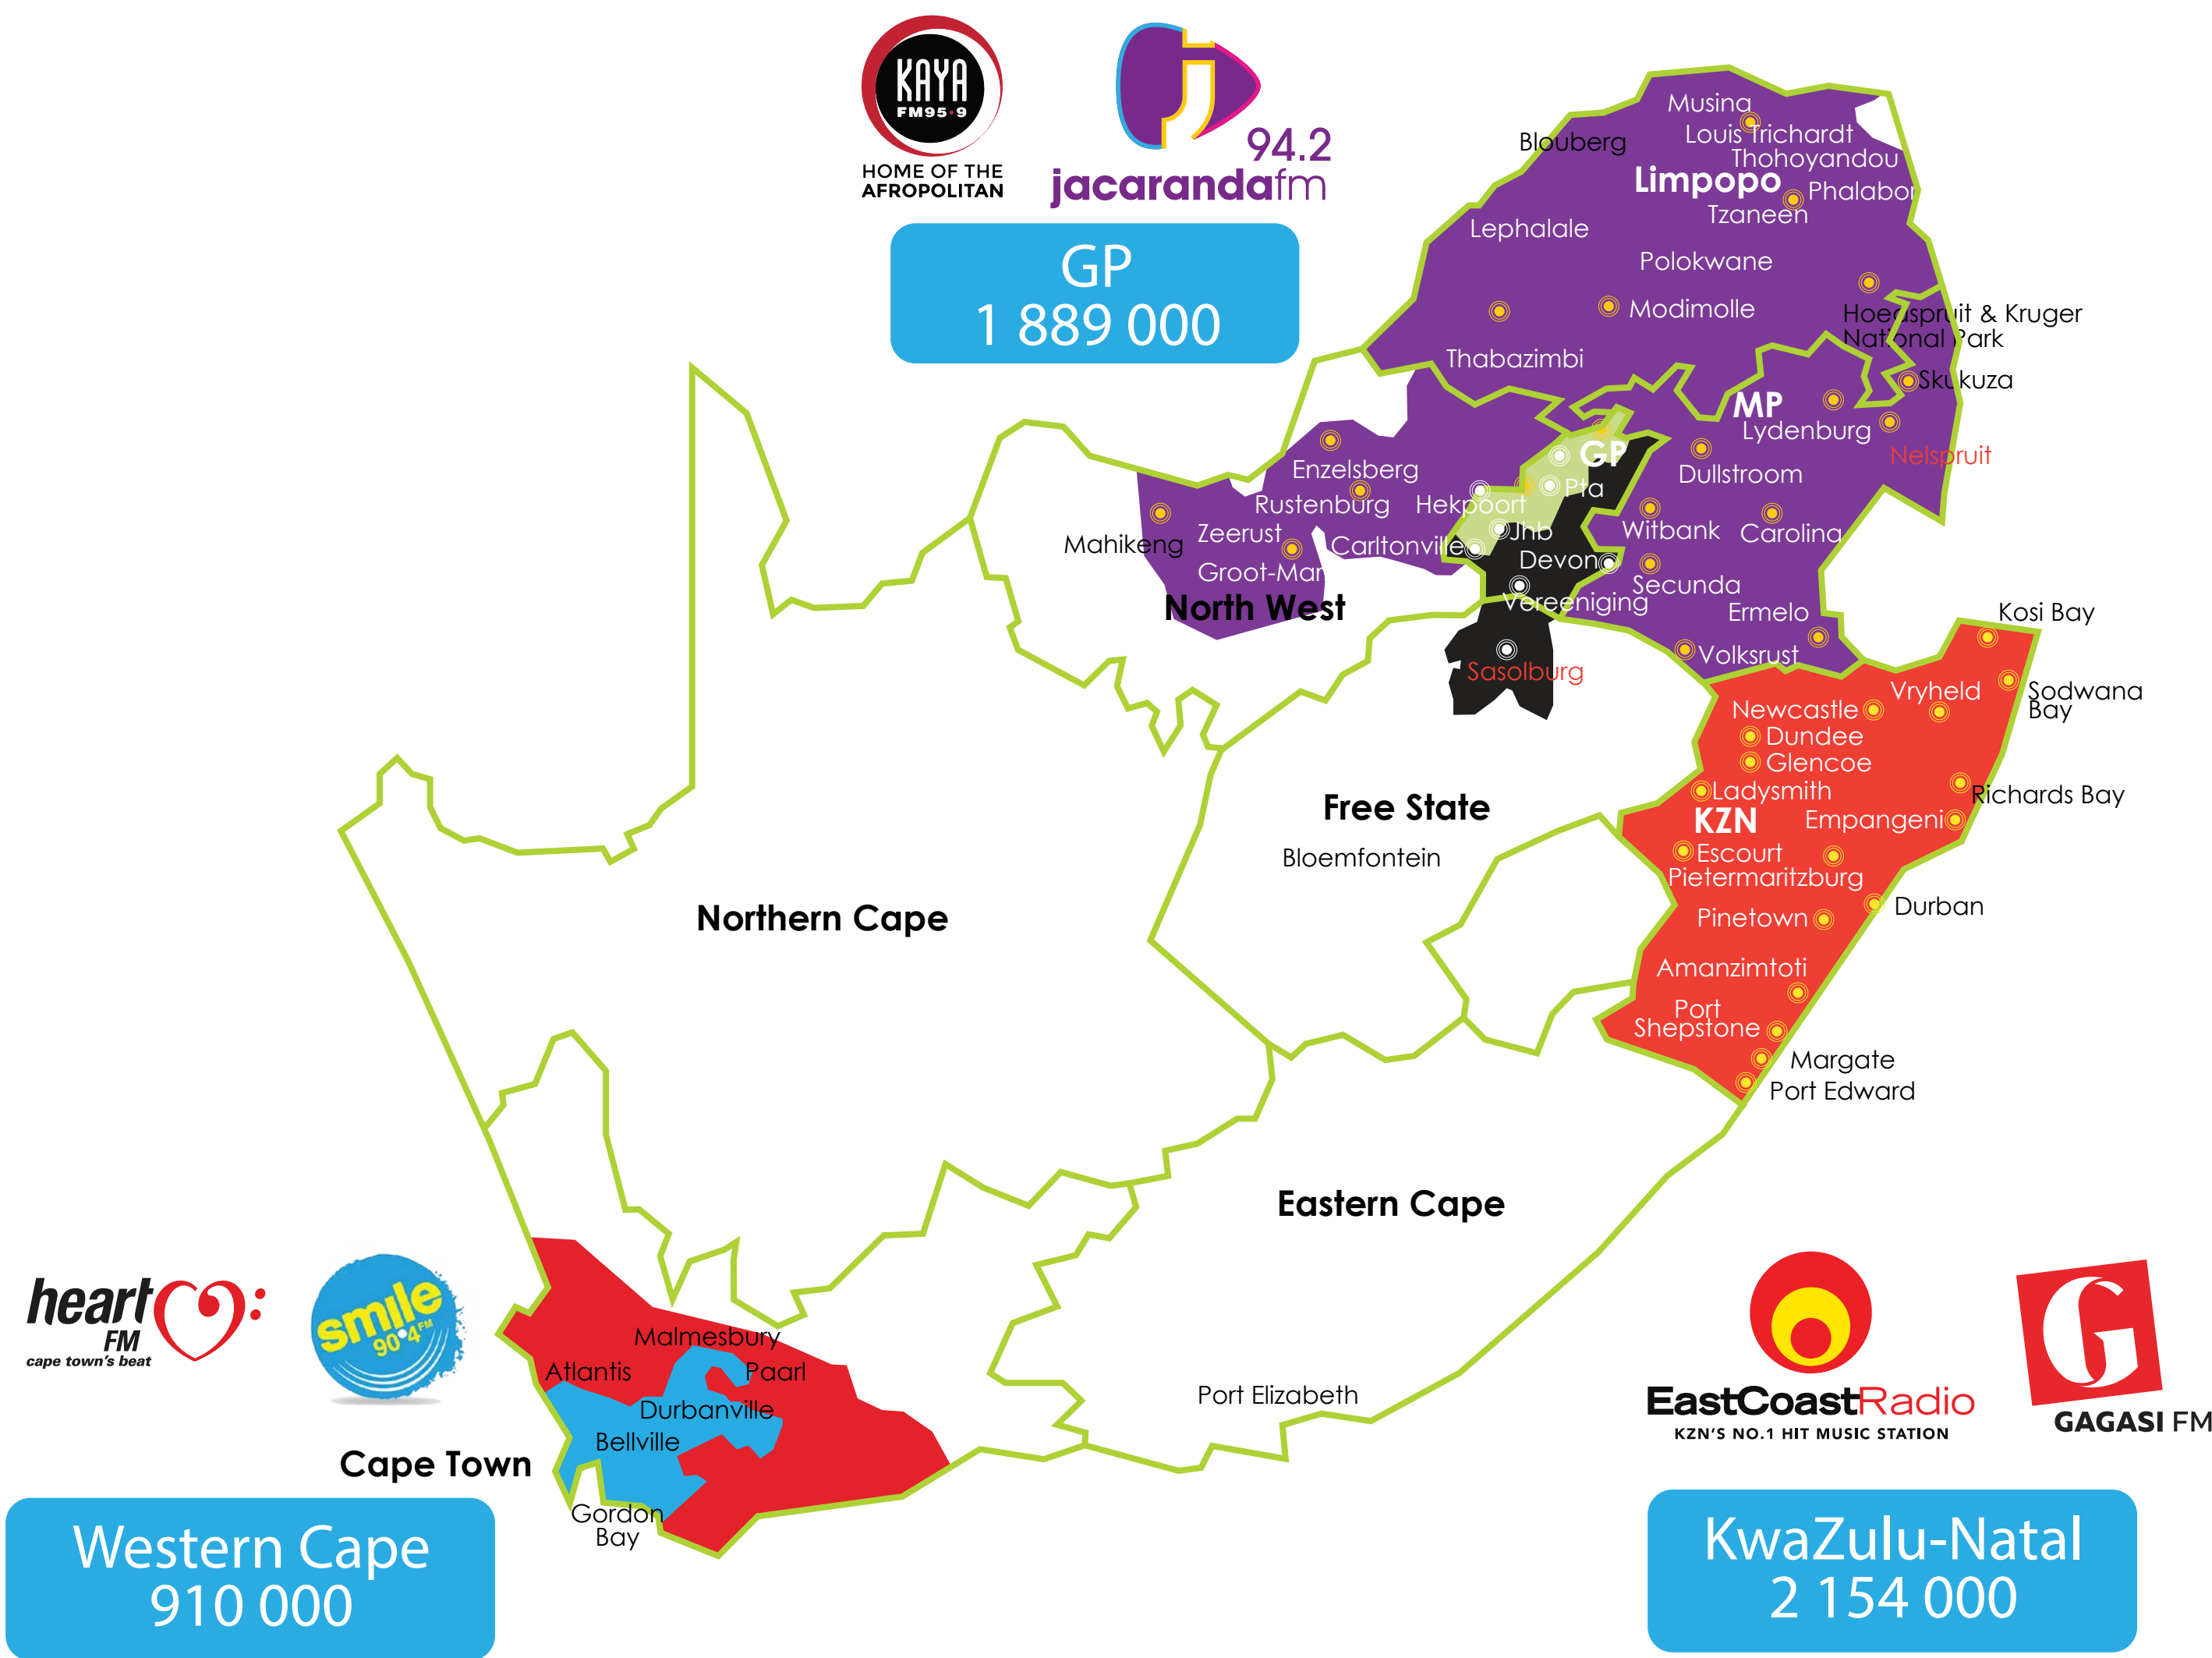 KAYA
FM95•9
HOME OF THE
AFROPOLITAN
j
94.2
jacarandafm
GP
1 889 000
Musina
Louis Trichardt
Blouberg
Thohoyandou
Limpopo
Phalabor
Tzaneen
Lephalale
Polokwane
Modimolle
Hoedspruit & Kruger
National Park
Thabazimbi
Skukuza
MP
Lydenburg
Nelspruit
GP
Enzelsberg
Dullstroom
Pta
Rustenburg
Hekpoort
Witbank
Carolina
Zeerust
Jhb
Mahikeng
Carltonville
Devon
Groot-Mar
Secunda
North West
Vereeniging
Ermelo
Kosi Bay
Volksrust
Sasolburg
Vryheld
Sodwana
Bay
Newcastle
Dundee
Glencoe
Ladysmith
Richards Bay
Free State
KZN
Empangeni
Bloemfontein
Escourt
Pietermaritzburg
Durban
Northern Cape
Pinetown
Amanzimtoti
Port
Shepstone
Margate
Port Edward
Eastern Cape
heart
FM
cape town's beat
smile
90•4FM
Malmesbury
Atlantis
Paarl
Durbanville
Bellville
Port Elizabeth
Cape Town
Gordon
Bay
EastCoastRadio
KZN'S NO.1 HIT MUSIC STATION
G
GAGASI FM
Western Cape
910 000
KwaZulu-Natal
2 154 000